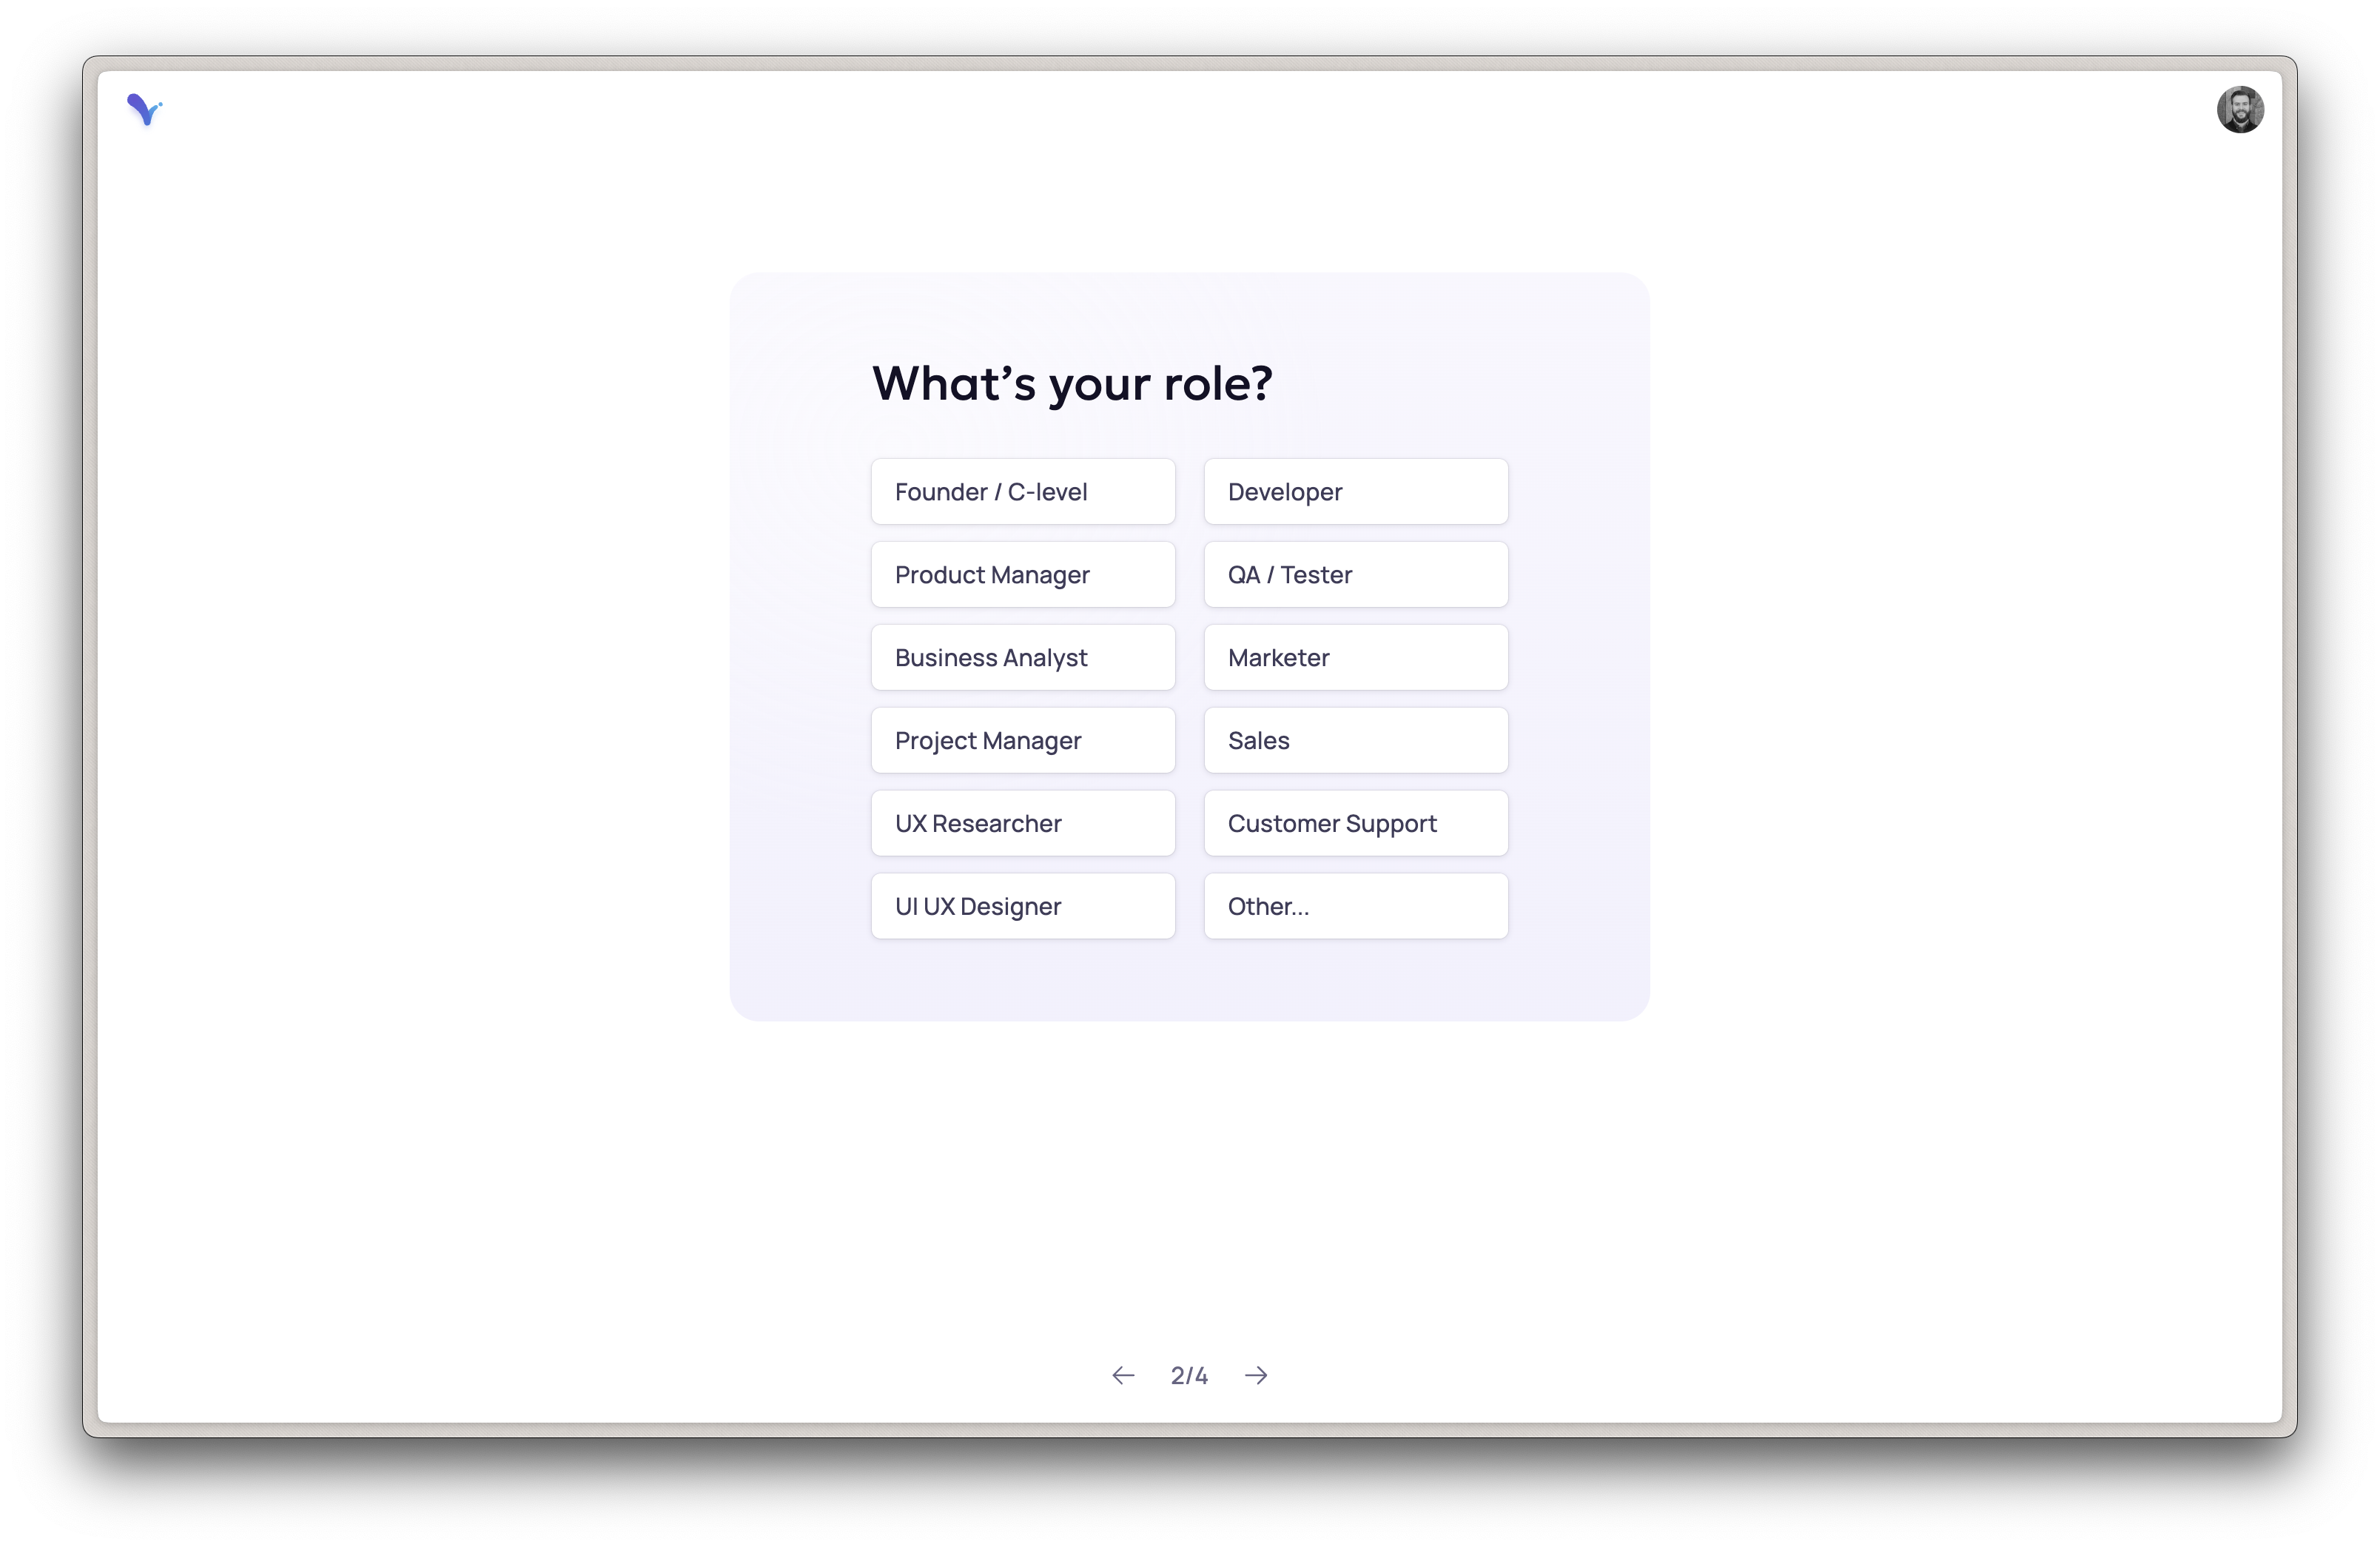 What’s your role?
Founder / C-level
Developer
Product Manager
QA / Tester
Business Analyst
Marketer
Project Manager
Sales
UX Researcher
Customer Support
UI UX Designer
Other...
2/4